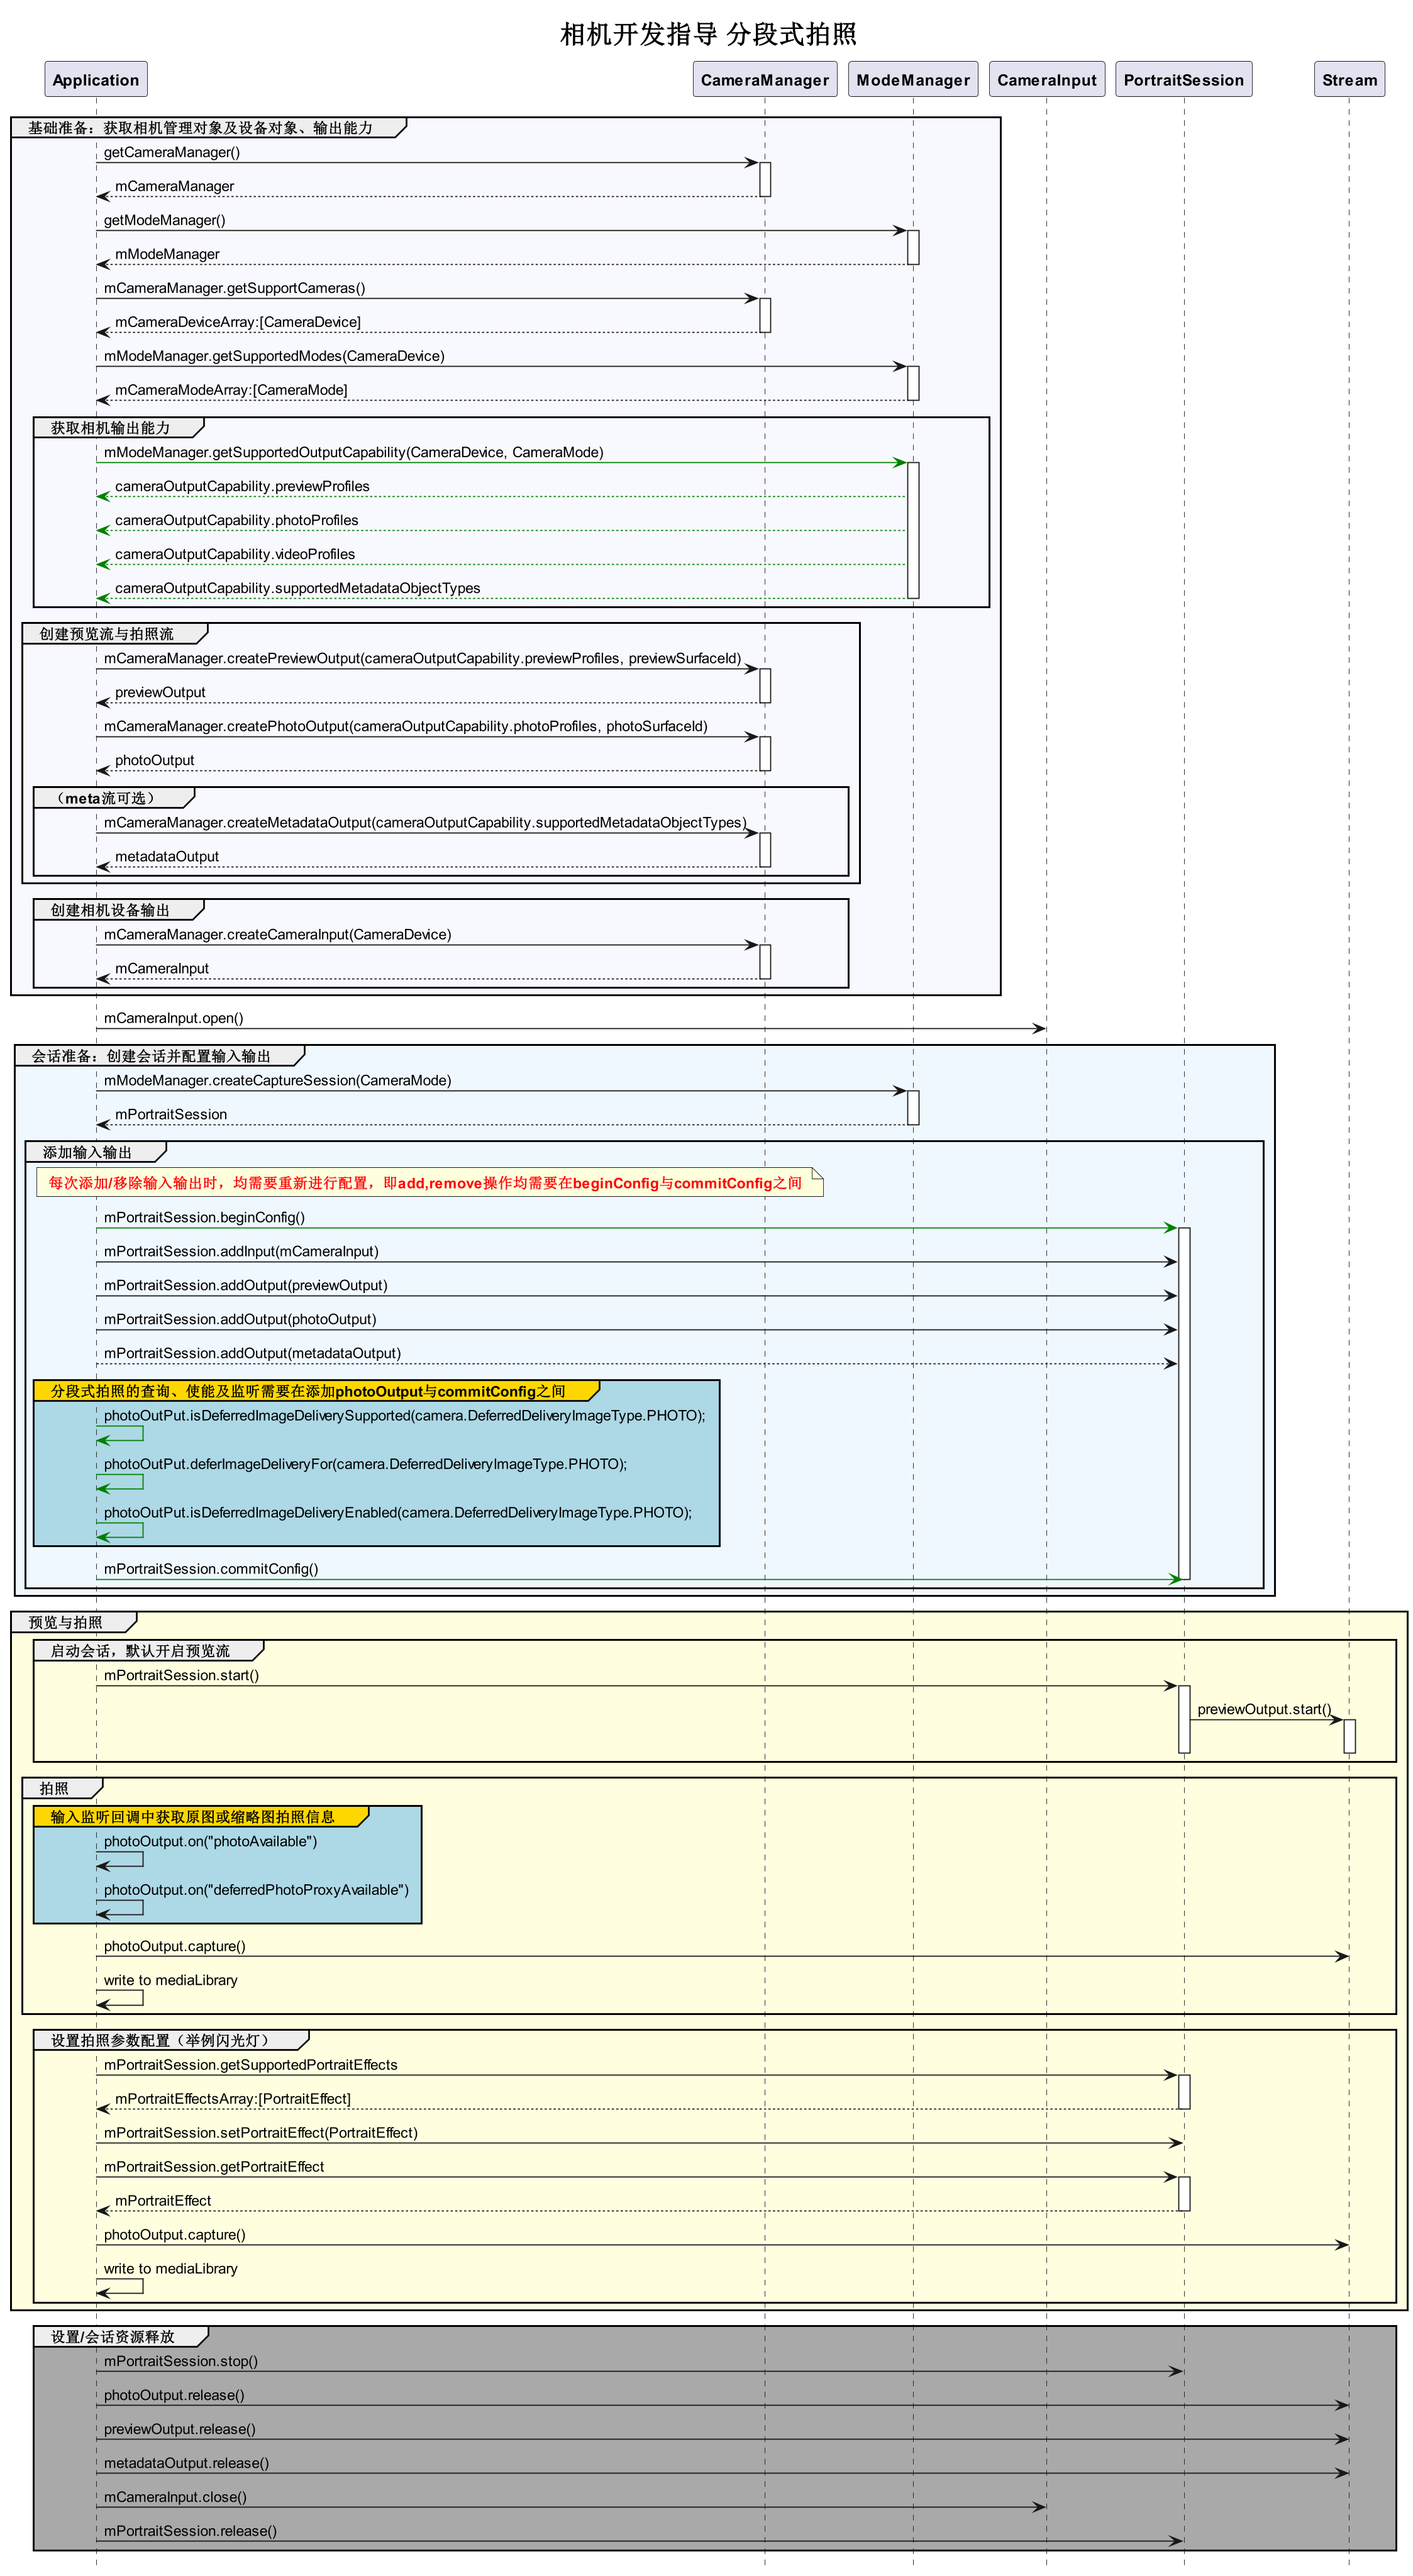 相机开发指导 分段式拍照
Application CameraManager ModeManager CameraInput PortraitSession Stream
基础准备：获取相机管理对象及设备对象、输出能力
getCameraManager()
mCameraManager
getModeManager()
mModeManager
mCameraManager.getSupportCameras()
mCameraDeviceArray:[CameraDevice]
mModeManager.getSupportedModes(CameraDevice)
mCameraModeArray:[CameraMode]
获取相机输出能力
mModeManager.getSupportedOutputCapability(CameraDevice, CameraMode)
cameraOutputCapability.previewProfiles
cameraOutputCapability.photoProfiles
cameraOutputCapability.videoProfiles
cameraOutputCapability.supportedMetadataObjectTypes
创建预览流与拍照流
mCameraManager.createPreviewOutput(cameraOutputCapability.previewProfiles, previewSurfaceId)
previewOutput
mCameraManager.createPhotoOutput(cameraOutputCapability.photoProfiles, photoSurfaceId)
photoOutput
（meta流可选）
mCameraManager.createMetadataOutput(cameraOutputCapability.supportedMetadataObjectTypes)
metadataOutput
创建相机设备输出
mCameraManager.createCameraInput(CameraDevice)
mCameraInput
mCameraInput.open()
会话准备：创建会话并配置输入输出
mModeManager.createCaptureSession(CameraMode)
mPortraitSession
添加输入输出
每次添加/移除输入输出时，均需要重新进行配置，即add,remove操作均需要在beginConfig与commitConfig之间
mPortraitSession.beginConfig()
mPortraitSession.addInput(mCameraInput)
mPortraitSession.addOutput(previewOutput)
mPortraitSession.addOutput(photoOutput)
mPortraitSession.addOutput(metadataOutput)
分段式拍照的查询、使能及监听需要在添加photoOutput与commitConfig之间
photoOutPut.isDeferredImageDeliverySupported(camera.DeferredDeliveryImageType.PHOTO);
photoOutPut.deferImageDeliveryFor(camera.DeferredDeliveryImageType.PHOTO);
photoOutPut.isDeferredImageDeliveryEnabled(camera.DeferredDeliveryImageType.PHOTO);
mPortraitSession.commitConfig()
预览与拍照
启动会话，默认开启预览流
mPortraitSession.start()
previewOutput.start()
拍照
输入监听回调中获取原图或缩略图拍照信息
photoOutput.on("photoAvailable")
photoOutput.on("deferredPhotoProxyAvailable")
photoOutput.capture()
write to mediaLibrary
设置拍照参数配置（举例闪光灯）
mPortraitSession.getSupportedPortraitEffects
mPortraitEffectsArray:[PortraitEffect]
mPortraitSession.setPortraitEffect(PortraitEffect)
mPortraitSession.getPortraitEffect
mPortraitEffect
photoOutput.capture()
write to mediaLibrary
设置/会话资源释放
mPortraitSession.stop()
photoOutput.release()
previewOutput.release()
metadataOutput.release()
mCameraInput.close()
mPortraitSession.release()